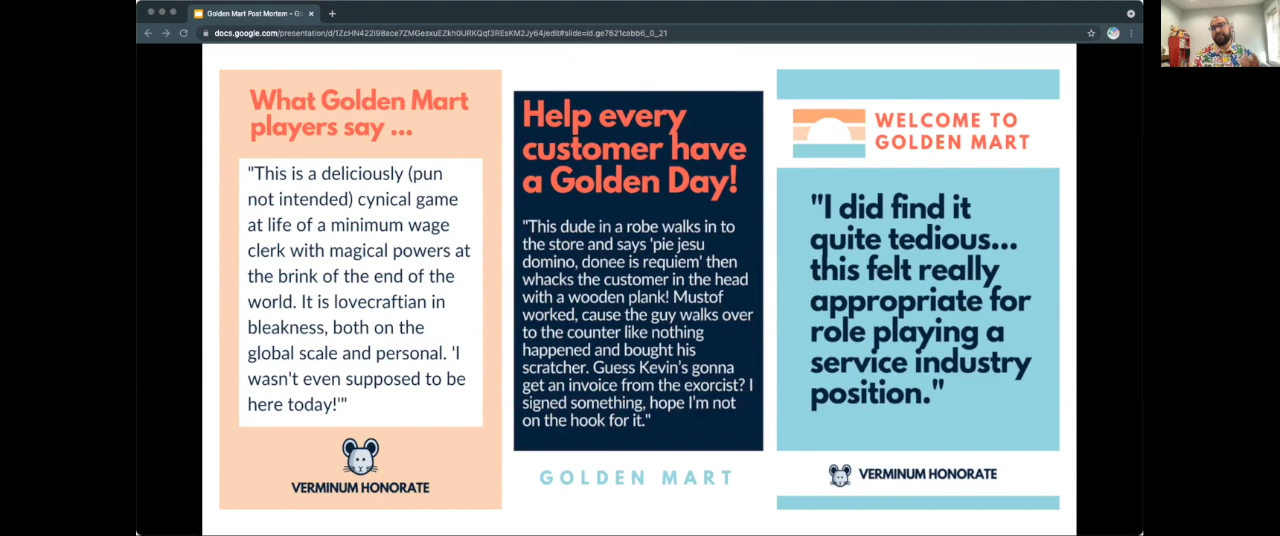 Golden Mart Post Mortem - Go
docs.google.com/presentation/d/1ZcHN422i98ace7ZMGesxuEZkh0URKQqf3REsKM2Jy64/edit#slide=id.ge7621cabb6_0_21
What Golden Mart
players say ...
"This is a deliciously (pun
not intended) cynical game
at life of a minimum wage
clerk with magical powers at
the brink of the end of the
world. It is lovecraftian in
bleakness, both on the
global scale and personal. 'I
wasn't even supposed to be
here today!'"
VERMINUM HONORATE
Help every
customer have
a Golden Day!
"This dude in a robe walks in to
the store and says 'pie jesu
domino, donee is requiem' then
whacks the customer in the head
with a wooden plank! Mustof
worked, cause the guy walks over
to the counter like nothing
happened and bought his
scratcher. Guess Kevin's gonna
get an invoice from the exorcist? I
signed something, hope I'm not
on the hook for it."
GOLDEN MART
WELCOME TO
GOLDEN MART
"I did find it
quite tedious...
this felt really
appropriate for
role playing a
service industry
position."
VERMINUM HONORATE